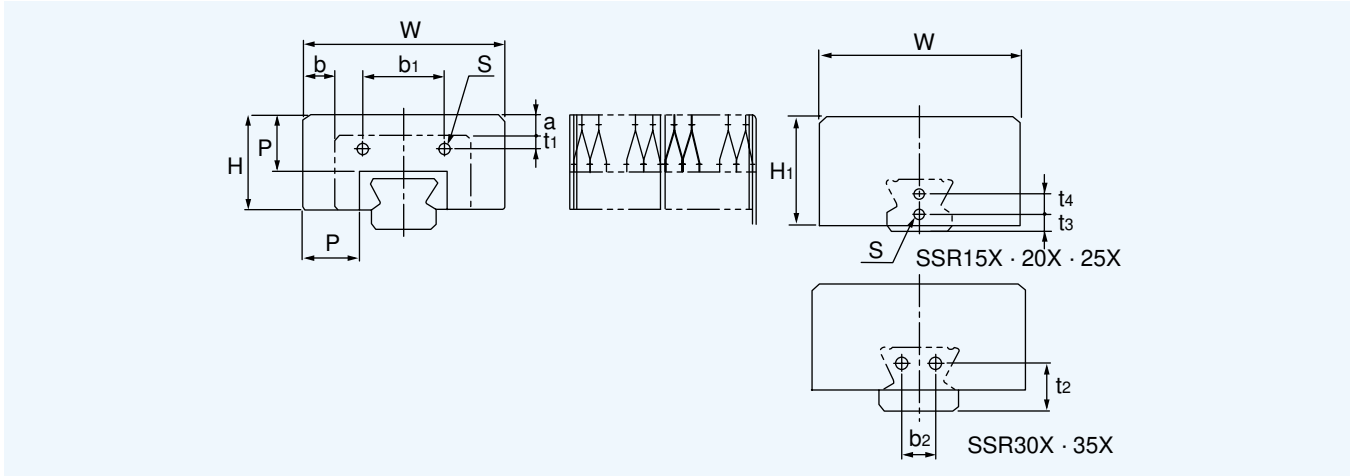 W
b b1 S
a
t1
P
H
P
W
H1
t4
t3
S
SSR15X · 20X · 25X
t2
b2
SSR30X · 35X